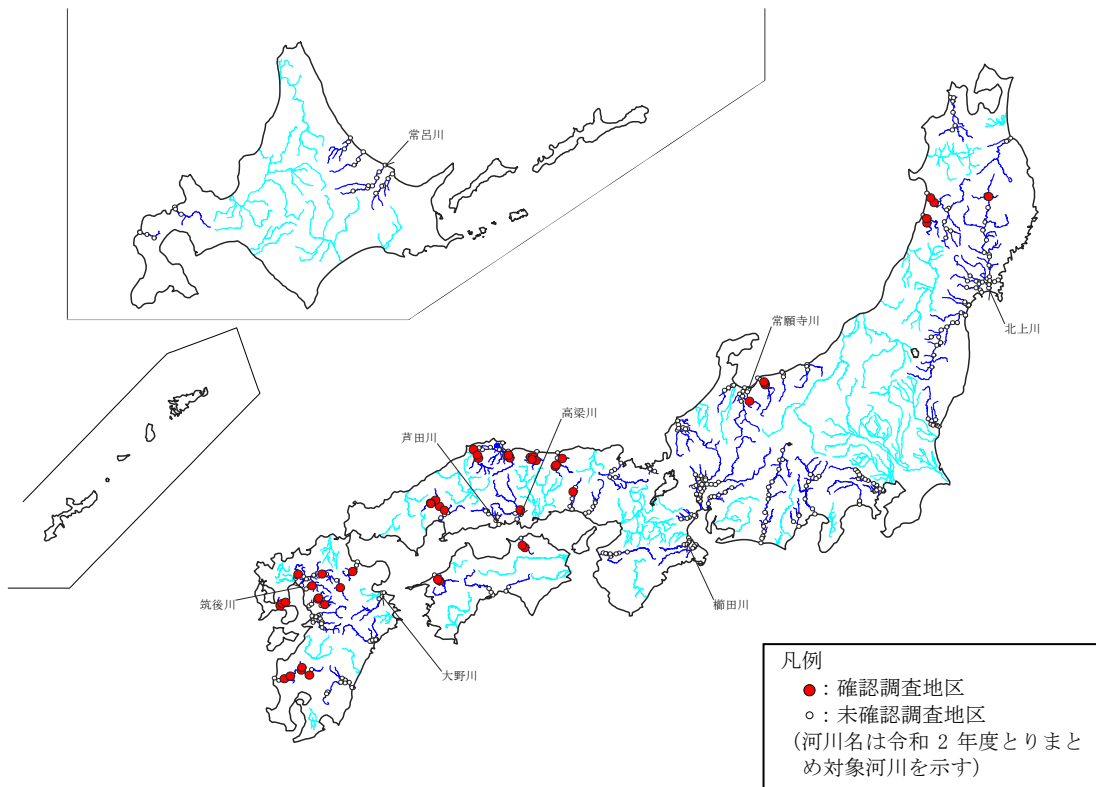 常呂川
北上川
常願寺川
高梁川
芦田川
筑後川
櫛田川
大野川
凡例
●：確認調査地区
○：未確認調査地区
(河川名は令和 2 年度とりまと
め対象河川を示す)